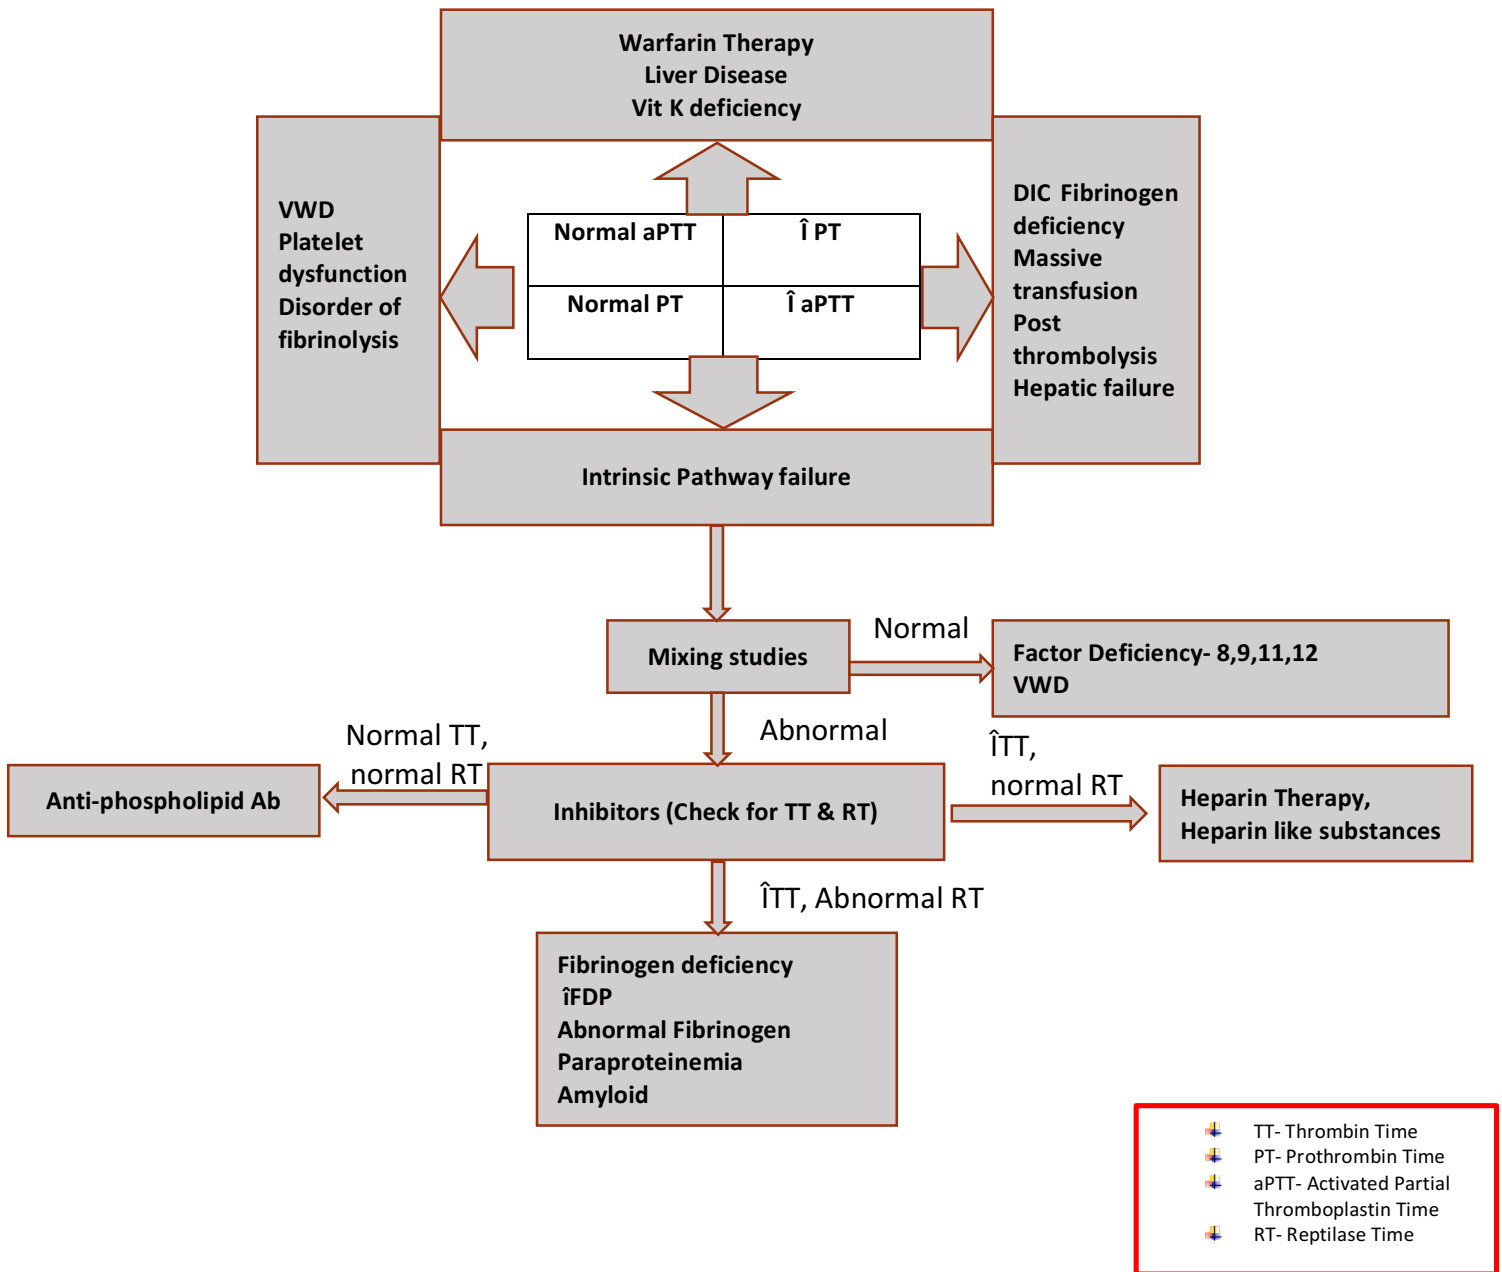 Warfarin Therapy
Liver Disease
Vit K deficiency
VWD
Platelet
dysfunction
Disorder of
fibrinolysis
Normal aPTT
Î PT
Normal PT
Î aPTT
DIC Fibrinogen
deficiency
Massive
transfusion
Post
thrombolysis
Hepatic failure
Intrinsic Pathway failure
Mixing studies
Normal
Factor Deficiency- 8,9,11,12
VWD
Abnormal
Normal TT,
normal RT
Anti-phospholipid Ab
Inhibitors (Check for TT & RT)
ÎTT,
normal RT
Heparin Therapy,
Heparin like substances
ÎTT, Abnormal RT
Fibrinogen deficiency
îFDP
Abnormal Fibrinogen
Paraproteinemia
Amyloid
TT- Thrombin Time
PT- Prothrombin Time
aPTT- Activated Partial
Thromboplastin Time
RT- Reptilase Time